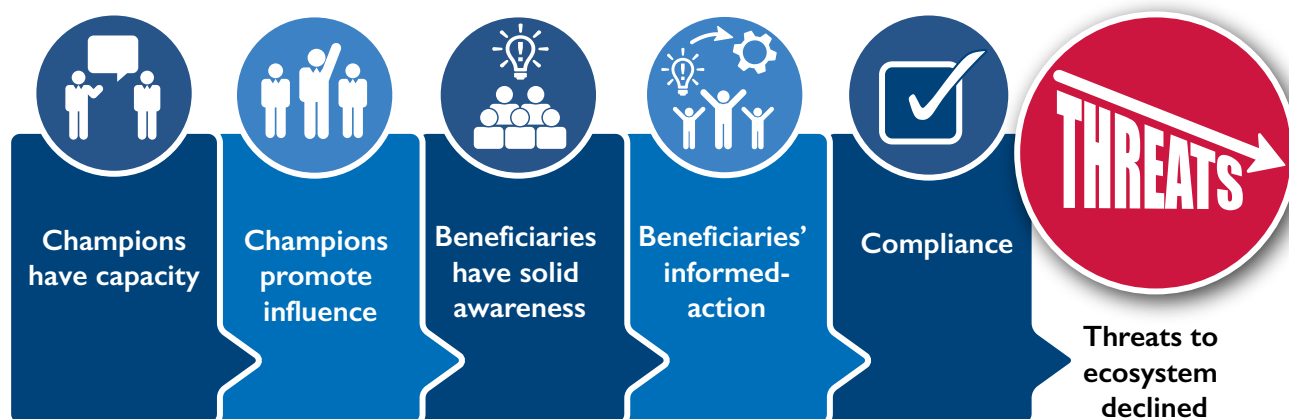 Champions
have capacity
Champions
promote
influence
Beneficiaries
have solid
awareness
Beneficiaries’
informed-
action
Compliance
THREATS
Threats to
ecosystem
declined